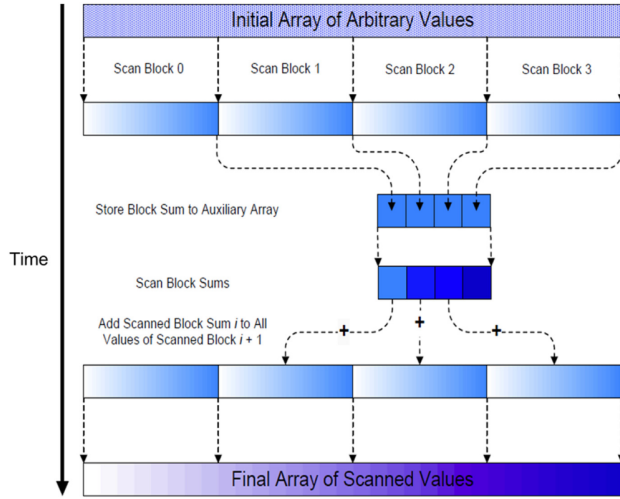 Initial Array of Arbitrary Values
Scan Block 0 Scan Block 1 Scan Block 2 Scan Block 3
Store Block Sum to Auxiliary Array
Time
Scan Block Sums
Add Scanned Block Sum i to All
Values of Scanned Block i + 1
+ + +
Final Array of Scanned Values